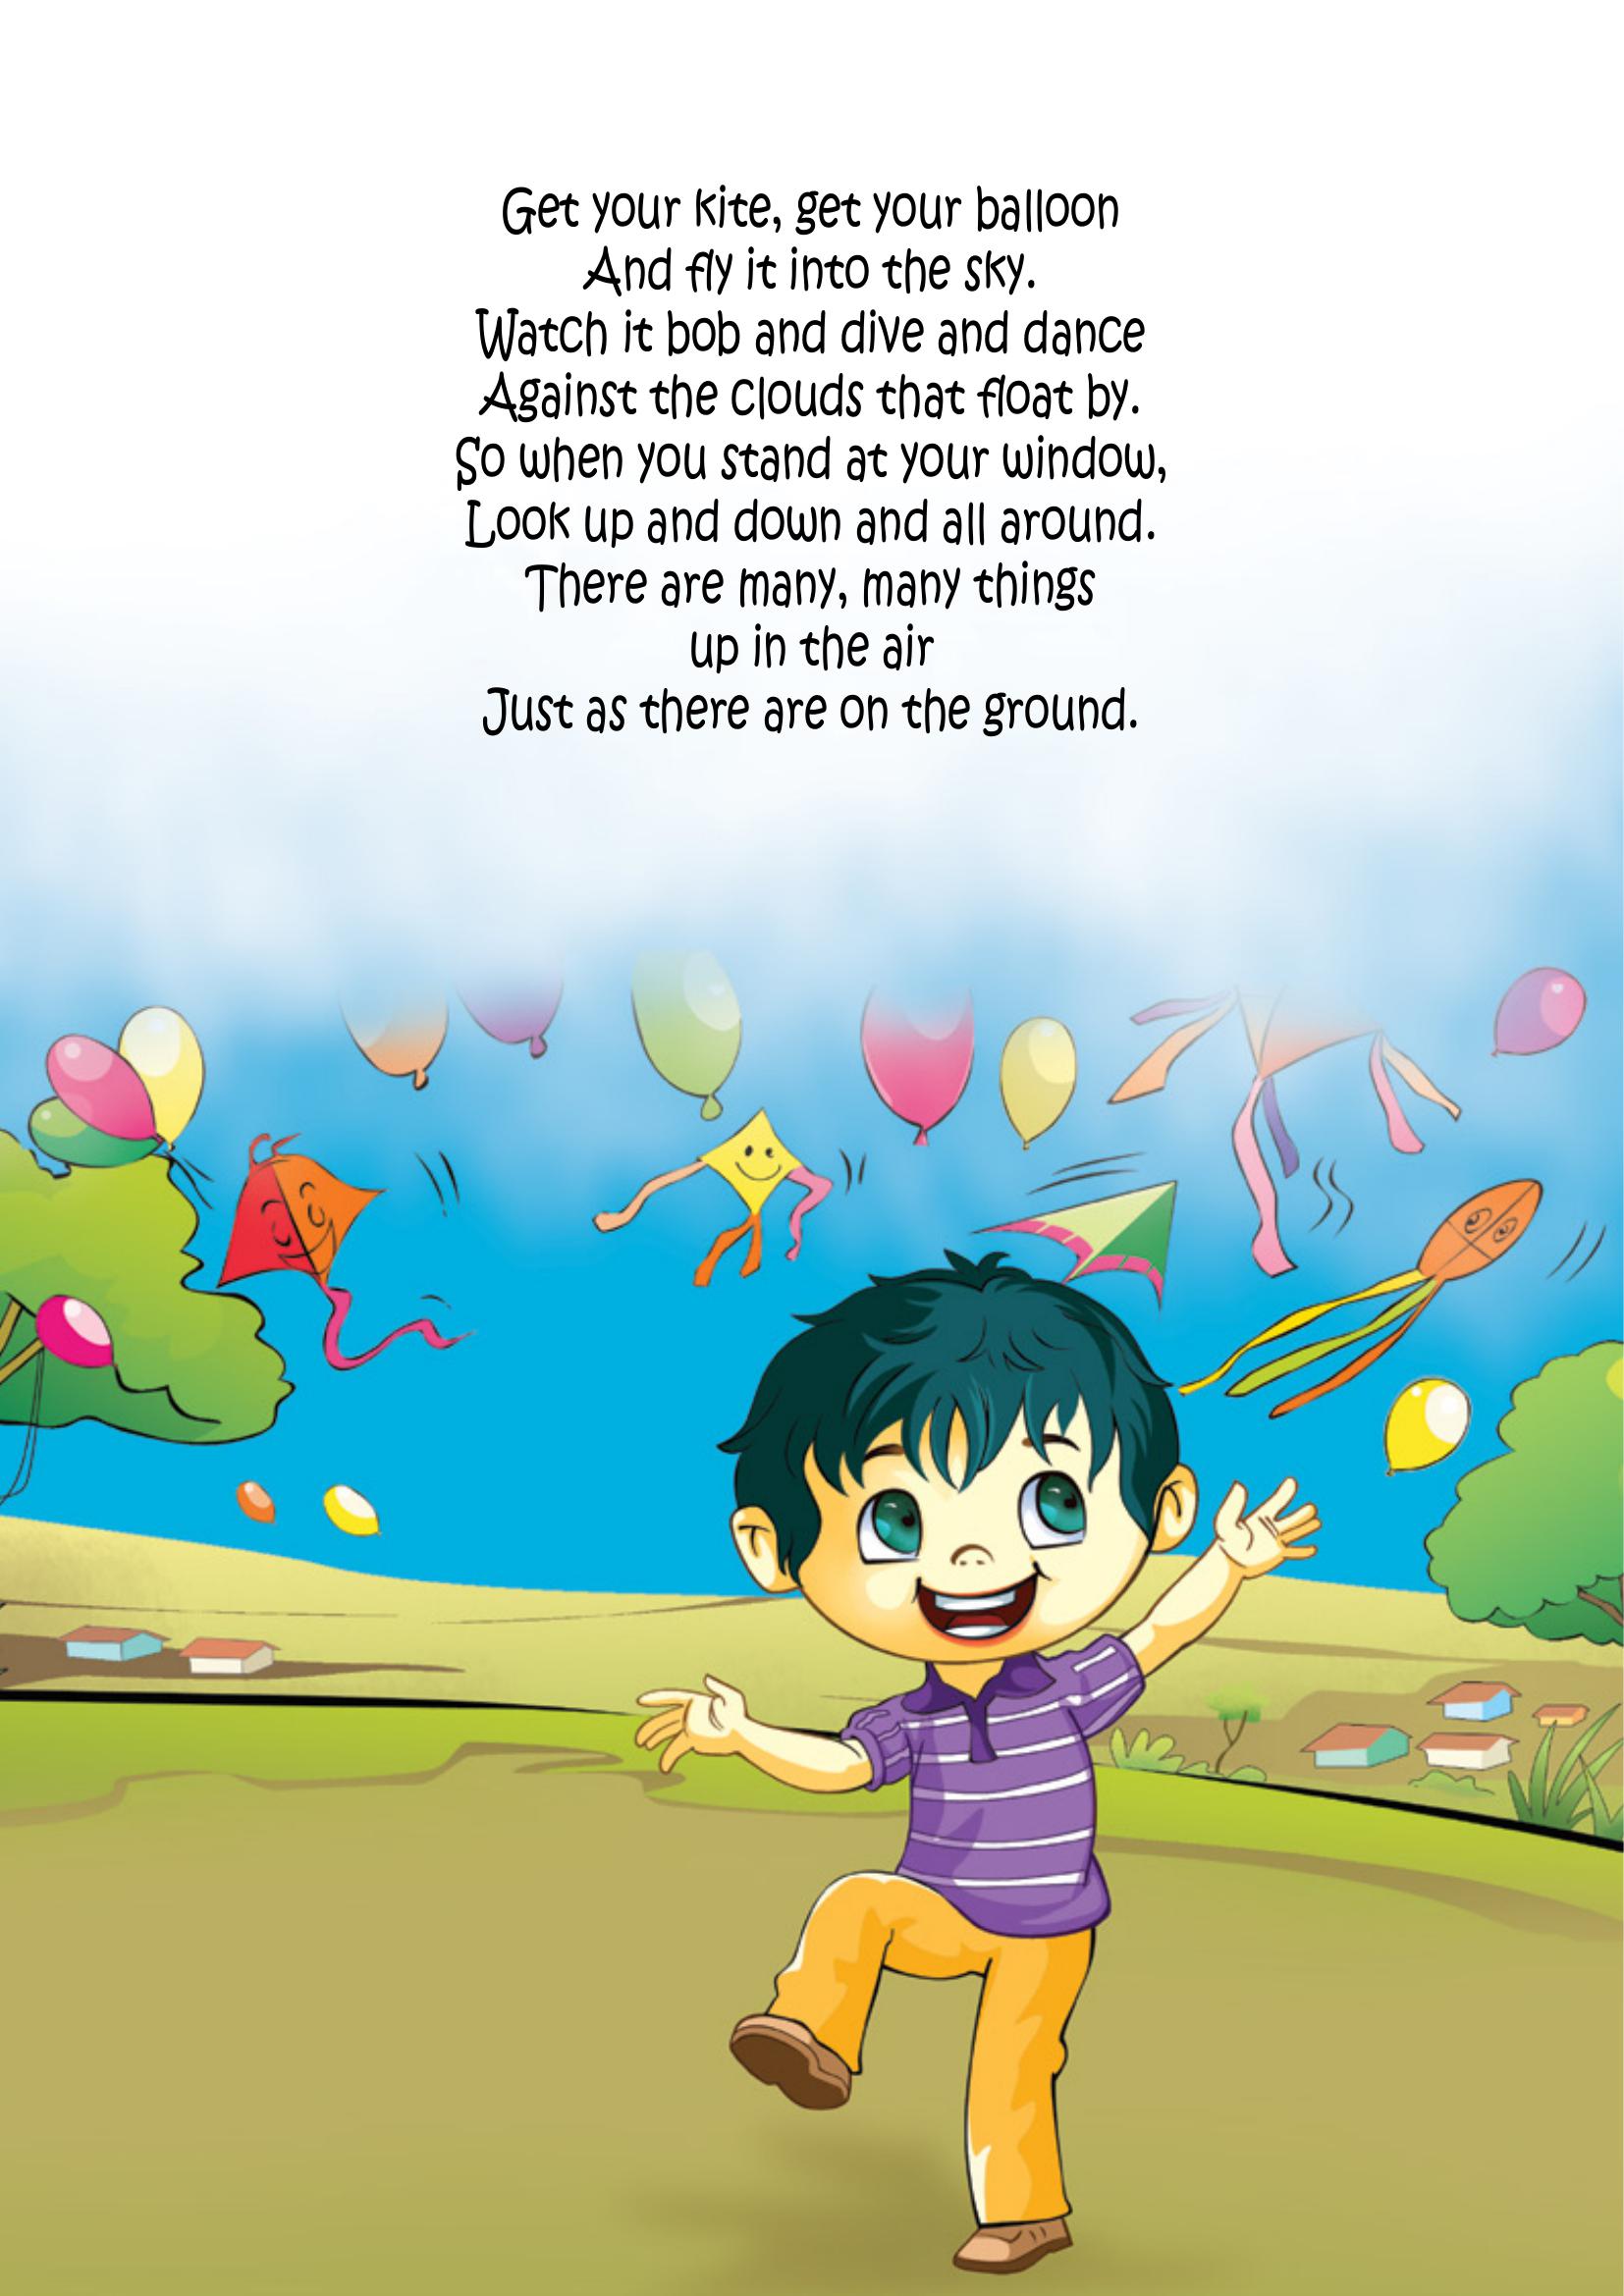 Get your kite, get your balloon
And fly it into the sky.
Watch it bob and dive and dance
Against the clouds that float by.
So when you stand at your window,
Look up and down and all around.
There are many, many things
up in the air
Just as there are on the ground.